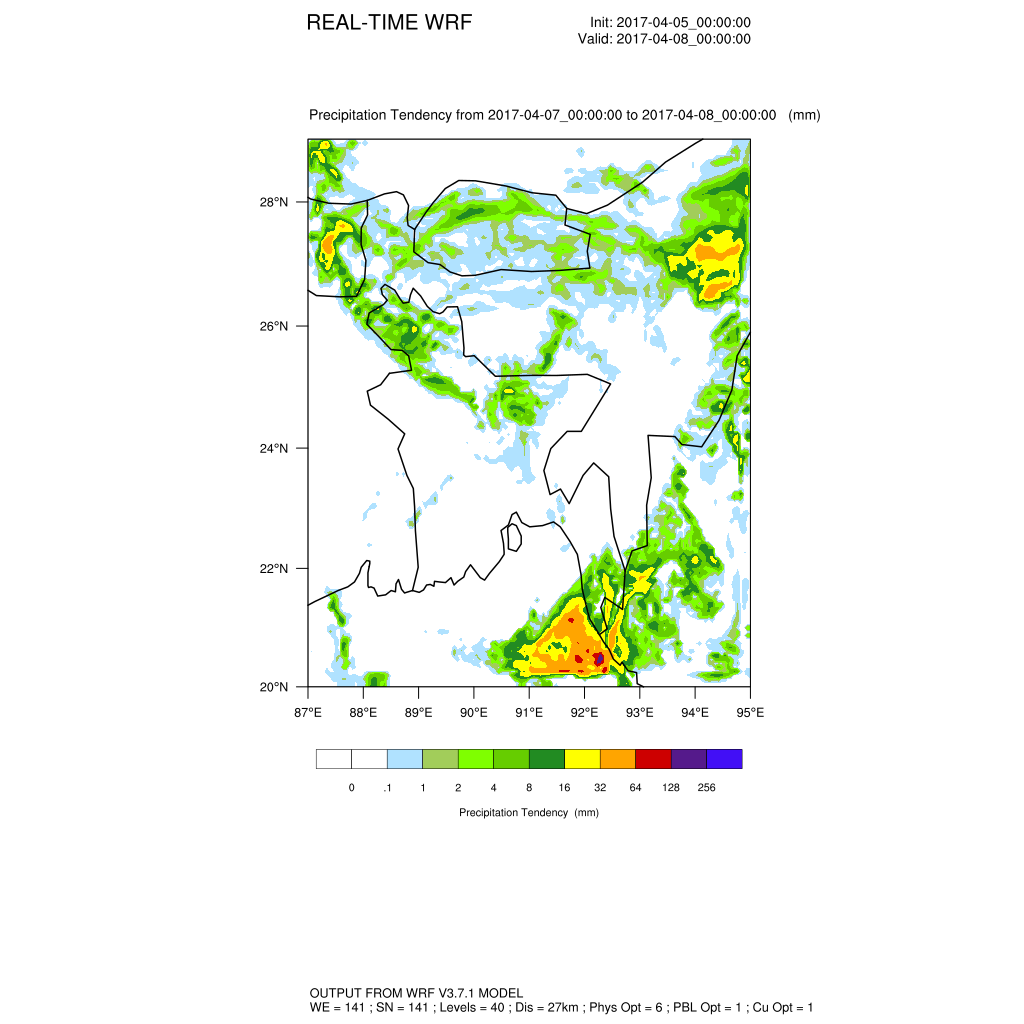 REAL-TIME WRF
Init: 2017-04-05_00:00:00
Valid: 2017-04-08_00:00:00
Precipitation Tendency from 2017-04-07_00:00:00 to 2017-04-08_00:00:00 (mm)
28°N
26°N
24°N
22°N
20°N
87°E 88°E 89°E 90°E 91°E 92°E 93°E 94°E 95°E
0 .1 1 2 4 8 16 32 64 128 256
Precipitation Tendency (mm)
OUTPUT FROM WRF V3.7.1 MODEL
WE = 141 ; SN = 141 ; Levels = 40 ; Dis = 27km ; Phys Opt = 6 ; PBL Opt = 1 ; Cu Opt = 1